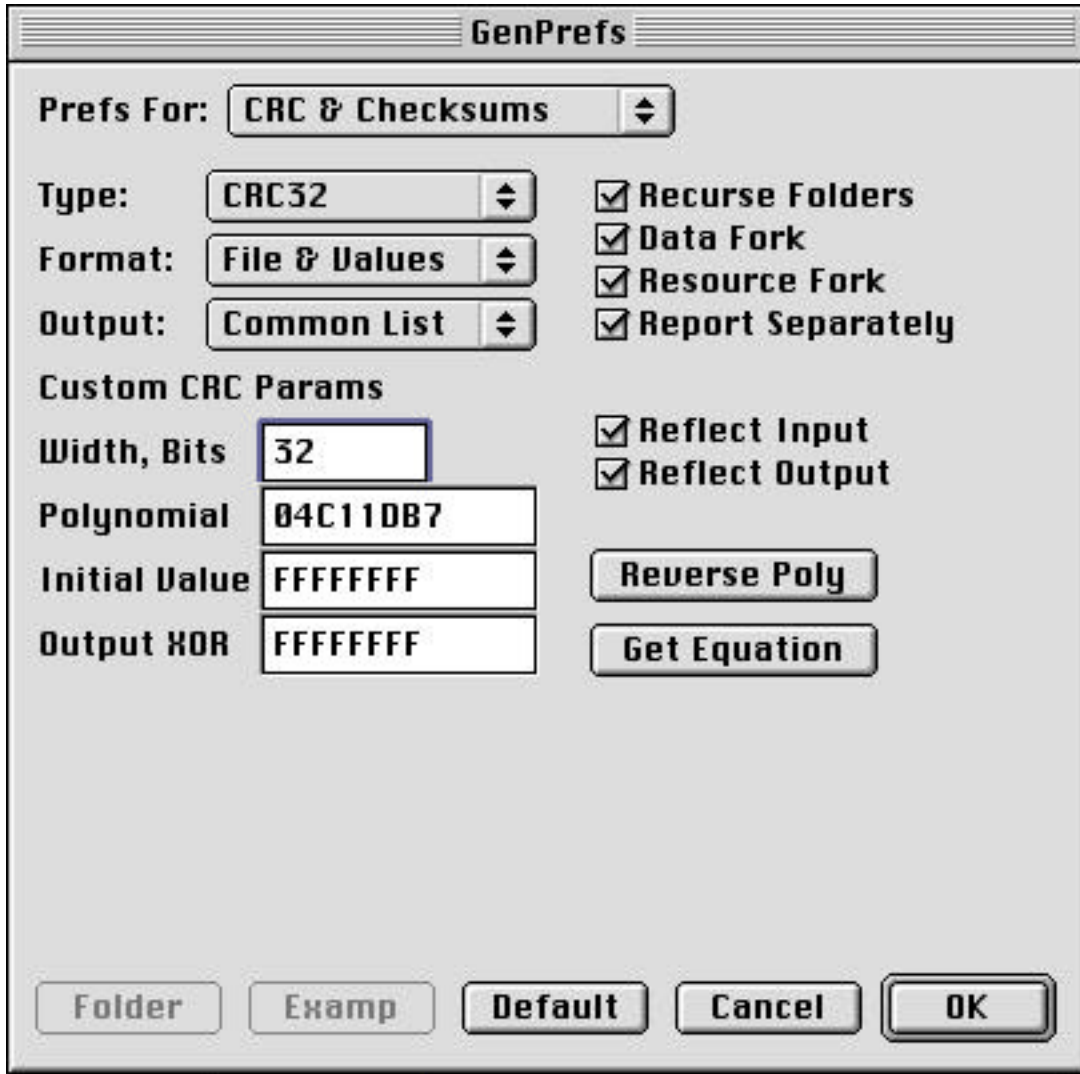 GenPrefs
Prefs For: CRC & Checksums
Type: CRC32
Format: File & Values
Output: Common List
Recurse Folders
Data Fork
Resource Fork
Report Separately
Custom CRC Params
Width, Bits 32
Polynomial 04C11DB7
Initial Value FFFFFFFF
Output XOR FFFFFFFF
Reflect Input
Reflect Output
Reverse Poly
Get Equation
Folder Examp Default Cancel OK